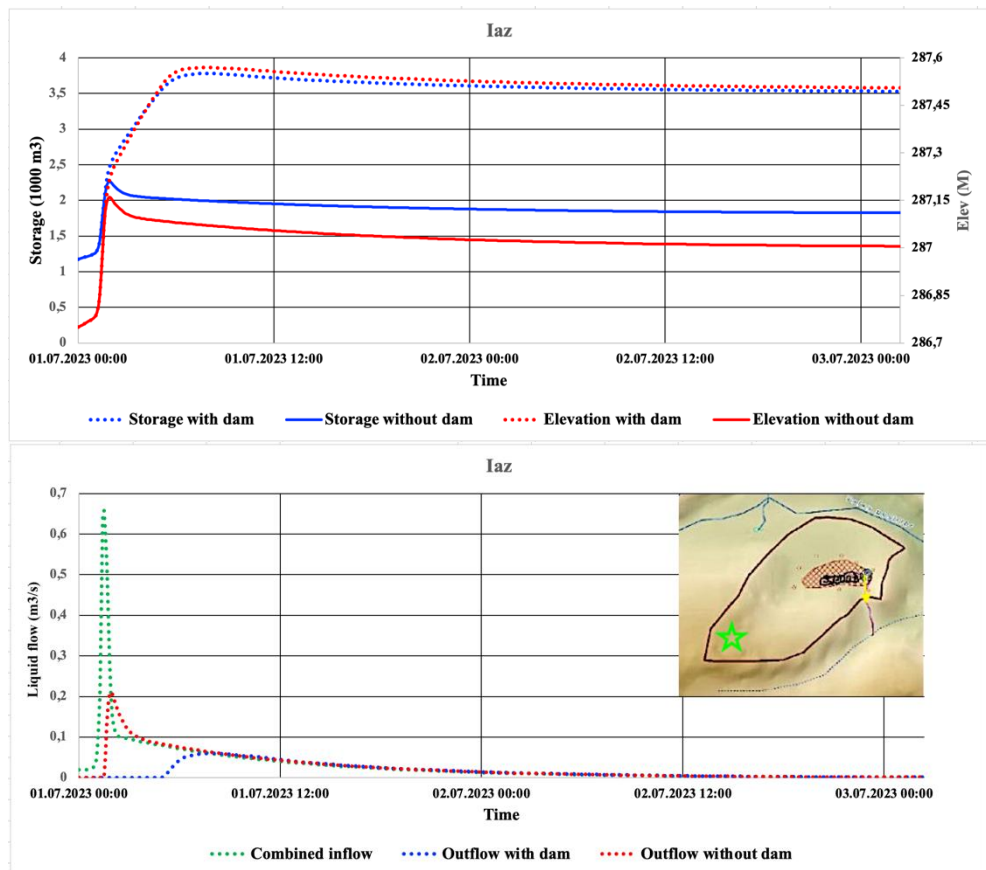 Iaz
4 287,6
3,5 287,45
3
2,5 287,3
2 287,15
1,5 287
1
0,5 286,85
0 286,7
Storage (1000 m3)
Elev (M)
01.07.2023 00:00 01.07.2023 12:00 02.07.2023 00:00 02.07.2023 12:00 03.07.2023 00:00
Time
Storage with dam Storage without dam Elevation with dam Elevation without dam
Iaz
0,7
0,6
0,5
0,4
0,3
0,2
0,1
0
Liquid flow (m3/s)
01.07.2023 00:00 01.07.2023 12:00 02.07.2023 00:00 02.07.2023 12:00 03.07.2023 00:00
Time
Combined inflow Outflow with dam Outflow without dam